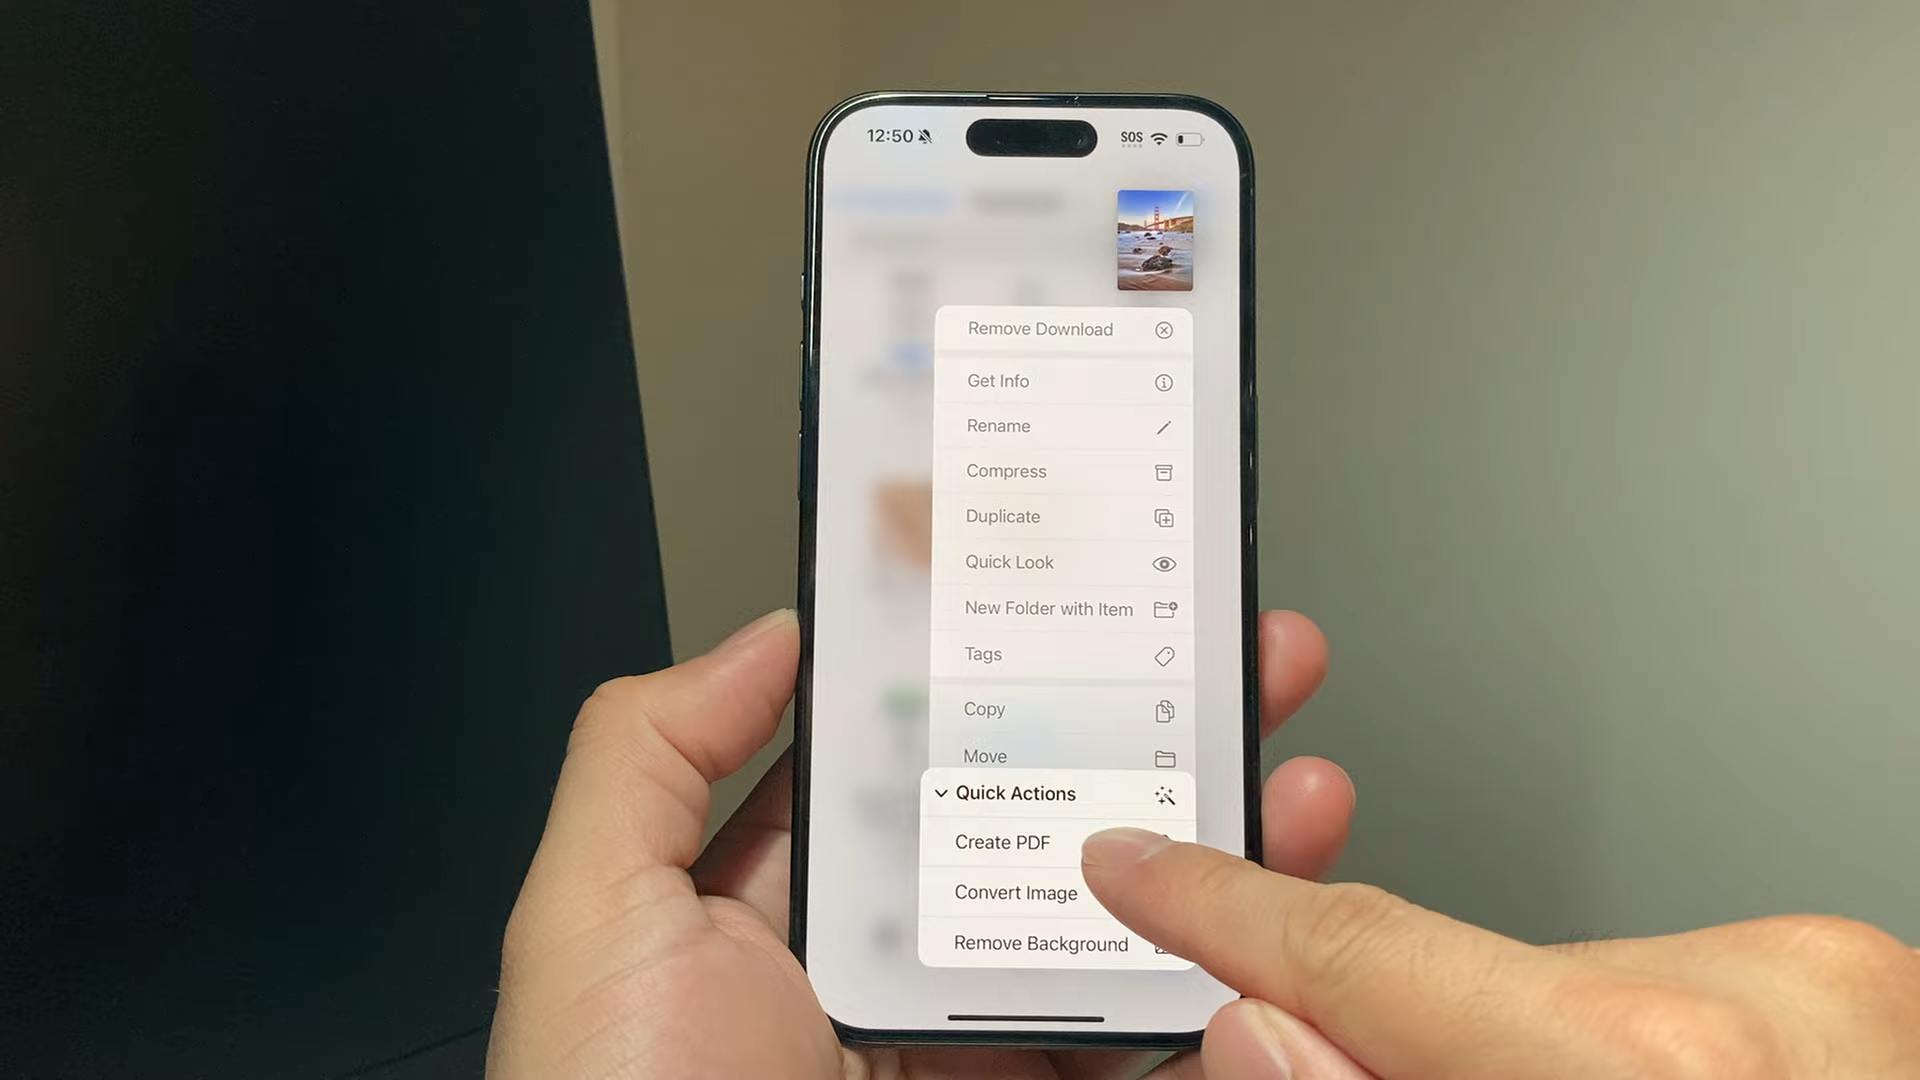 12:50
SOS
Remove Download
Get Info
Rename
Compress
Duplicate
Quick Look
New Folder with Item
Tags
Copy
Move
Quick Actions
Create PDF
Convert Image
Remove Background